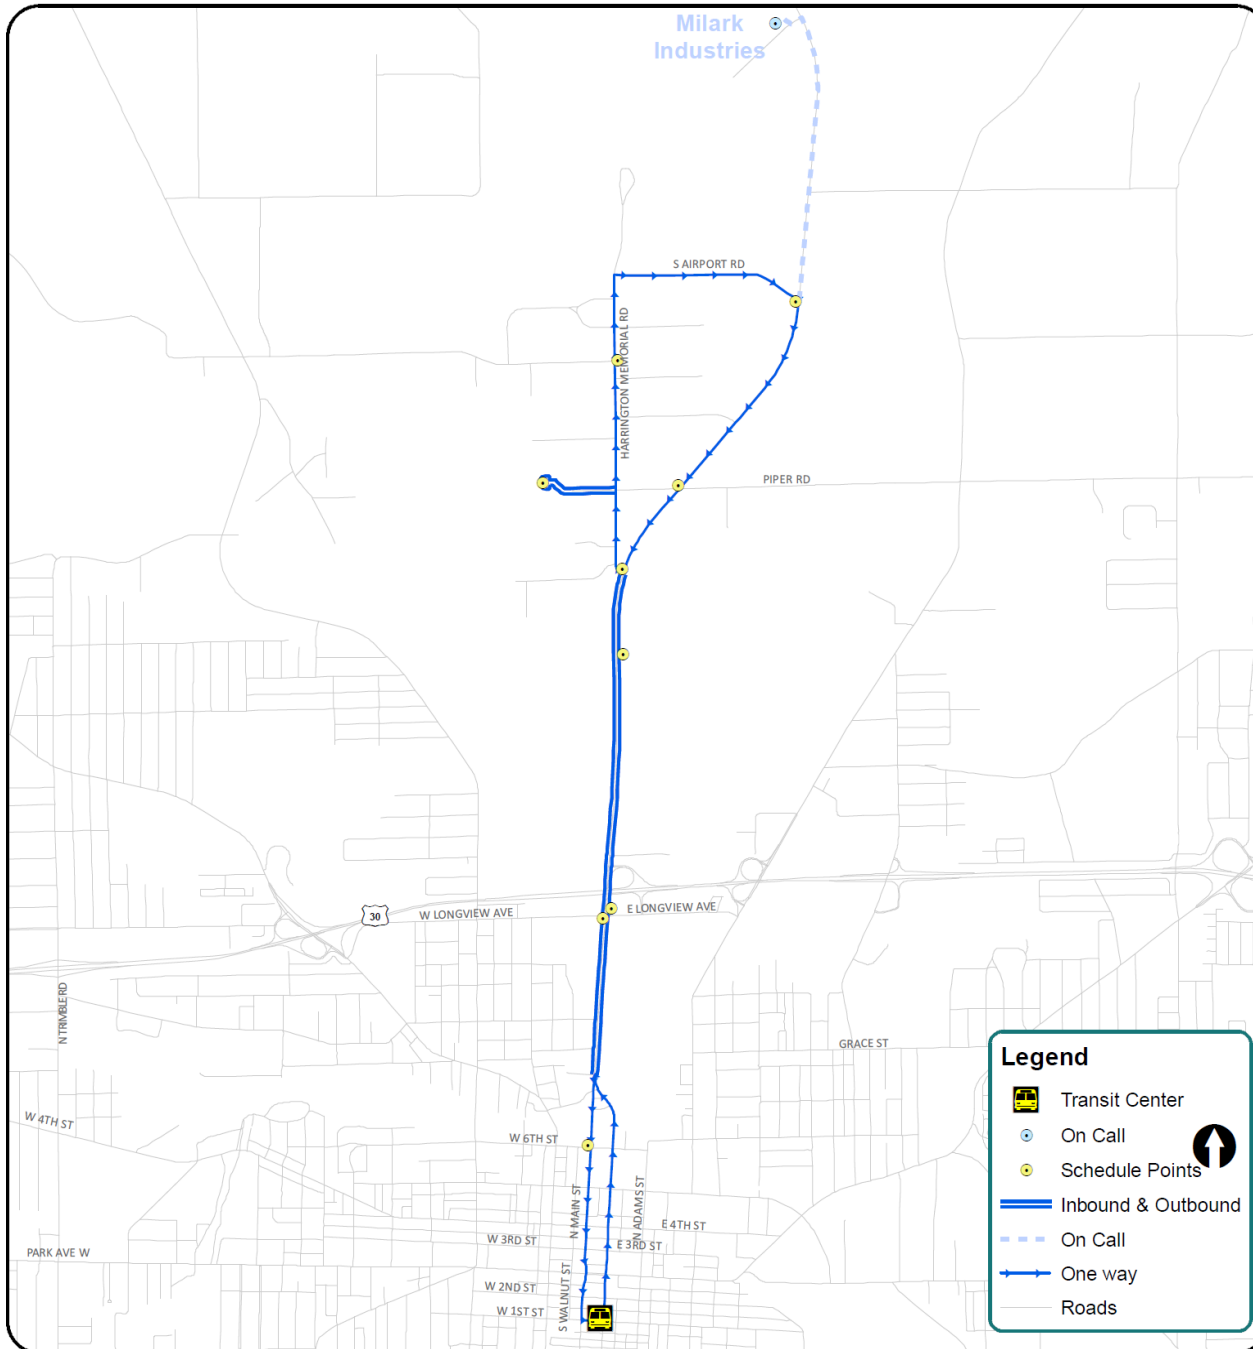 Milark
Industries
S AIRPORT RD
HARRINGTON MEMORIAL RD
PIPER RD
W LONGVIEW AVE
E LONGVIEW AVE
30
N TRIMBLE RD
GRACE ST
W 4TH ST
W 6TH ST
N MAIN ST
N ADAMS ST
E 4TH ST
W 3RD ST
E 3RD ST
PARK AVE W
W 2ND ST
S WALNUT ST
W 1ST ST
Legend
Transit Center
On Call
Schedule Points
Inbound & Outbound
On Call
One way
Roads